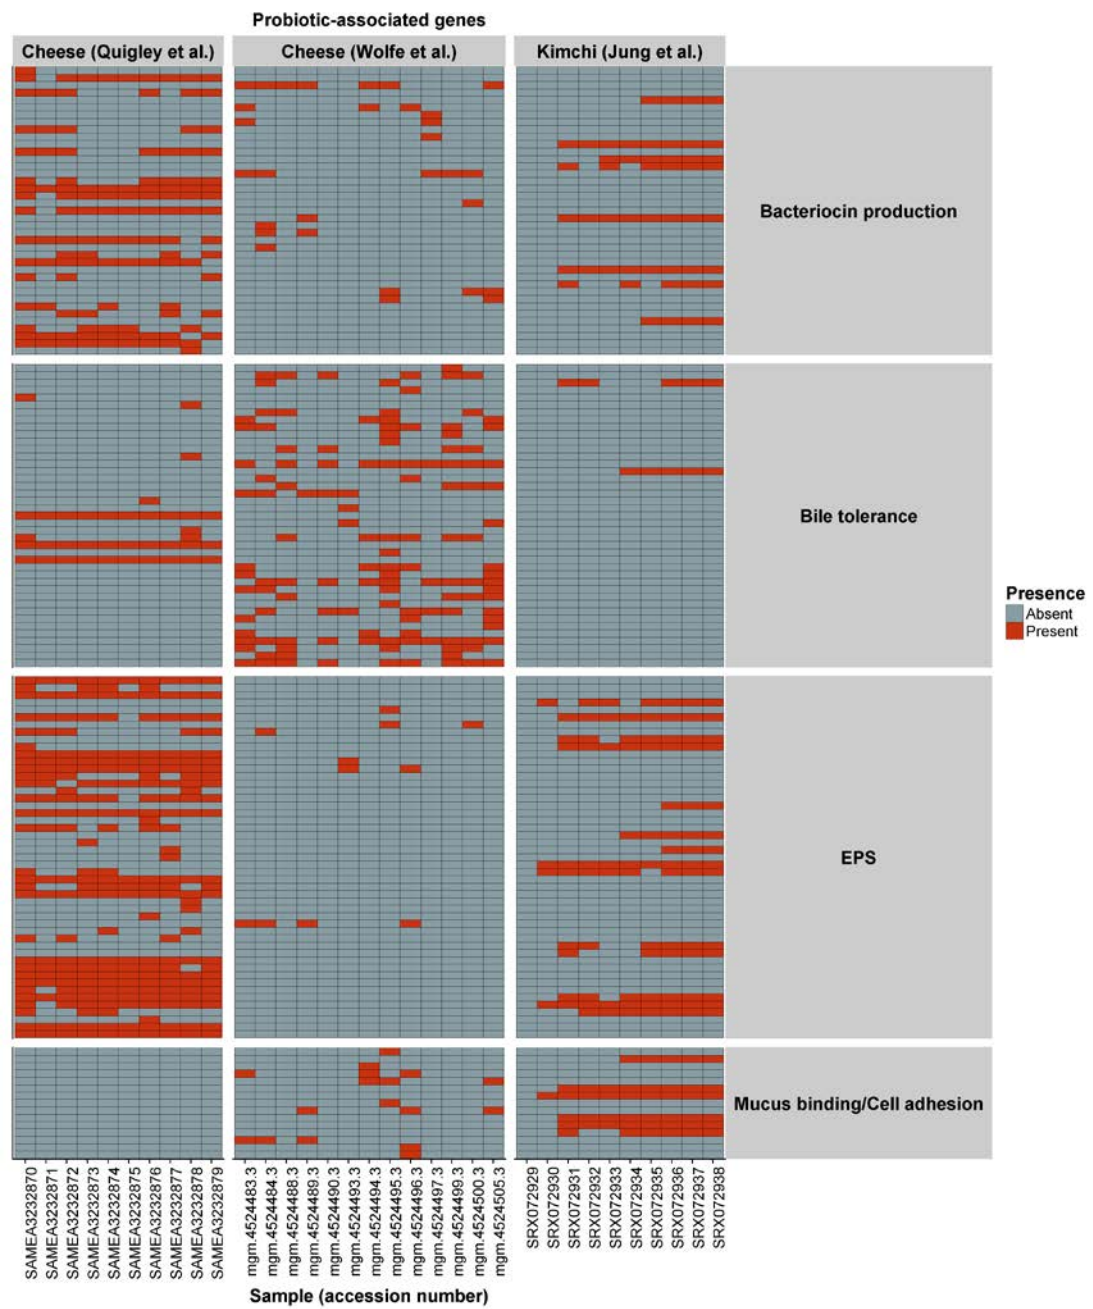 Probiotic-associated genes
Cheese (Quigley et al.)
Cheese (Wolfe et al.)
Kimchi (Jung et al.)
Bacteriocin production
Bile tolerance
EPS
Mucus binding/Cell adhesion
Presence
Absent
Present
SAMEA3232870
SAMEA3232871
SAMEA3232872
SAMEA3232873
SAMEA3232874
SAMEA3232875
SAMEA3232876
SAMEA3232877
SAMEA3232878
SAMEA3232879
mgm.4524483.3
mgm.4524484.3
mgm.4524488.3
mgm.4524489.3
mgm.4524490.3
mgm.4524493.3
mgm.4524494.3
mgm.4524495.3
mgm.4524496.3
mgm.4524497.3
mgm.4524499.3
mgm.4524500.3
mgm.4524505.3
SRX072929
SRX072930
SRX072931
SRX072932
SRX072933
SRX072934
SRX072935
SRX072936
SRX072937
SRX072938
Sample (accession number)